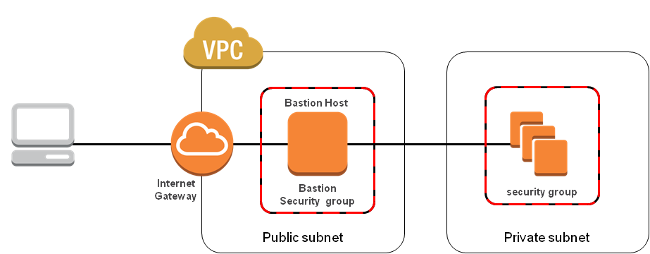 VPC
Bastion Host
Internet
Gateway
Bastion
Security group
Public subnet
security group
Private subnet